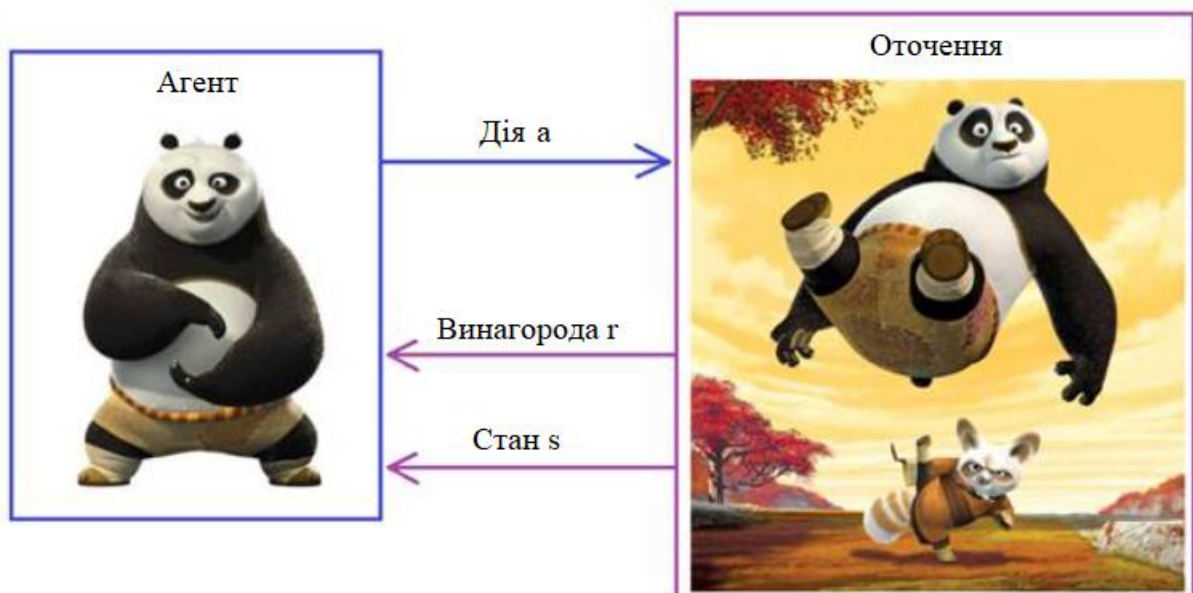 Агент
Оточення
Дія a
Винагорода r
Стан s